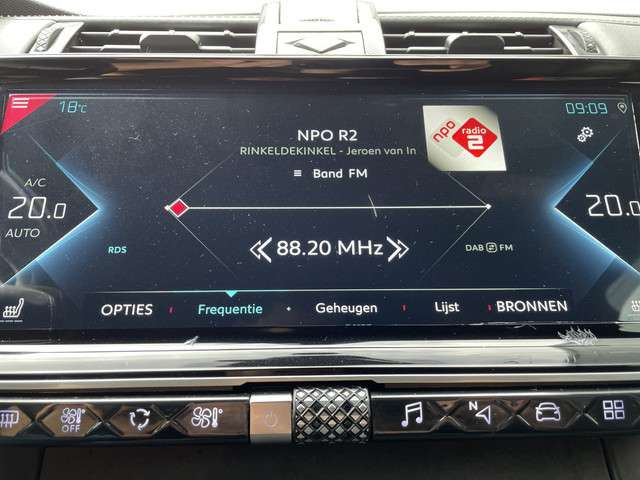 18°C
09:09
NPO R2
RINKELDEKINKEL - Jeroen van In
npo radio 2
Band FM
A/C
20.0
AUTO
20.0
88.20 MHz
RDS
DAB FM
OPTIES Frequentie Geheugen Lijst BRONNEN
OFF
N